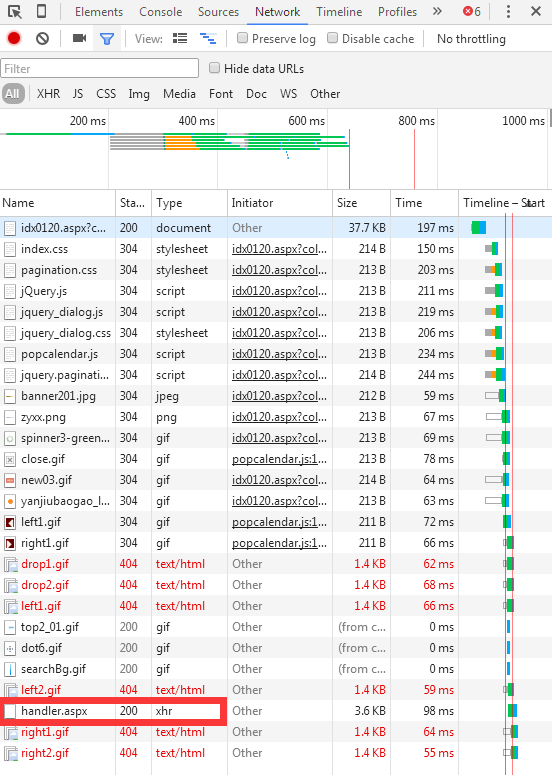 Elements Console Sources Network Timeline Profiles » 6
View: Preserve log Disable cache No throttling
Filter Hide data URLs
All XHR JS CSS Img Media Font Doc WS Other
200 ms 400 ms 600 ms 800 ms 1000 ms
Name Sta... Type Initiator Size Time Timeline – Start
idx0120.aspx?c... 200 document Other 37.7 KB 197 ms
index.css 304 stylesheet idx0120.aspx?col... 214 B 150 ms
pagination.css 304 stylesheet idx0120.aspx?col... 213 B 203 ms
jQuery.js 304 script idx0120.aspx?col... 213 B 211 ms
jquery_dialog.js 304 script idx0120.aspx?col... 213 B 219 ms
jquery_dialog.css 304 stylesheet idx0120.aspx?col... 213 B 206 ms
popcalendar.js 304 script idx0120.aspx?col... 213 B 234 ms
jquery.paginati... 304 script idx0120.aspx?col... 214 B 244 ms
banner201.jpg 304 jpeg idx0120.aspx?col... 212 B 59 ms
zyxx.png 304 png idx0120.aspx?col... 213 B 67 ms
spinner3-green... 304 gif idx0120.aspx?col... 213 B 69 ms
close.gif 304 gif popcalendar.js:1... 213 B 78 ms
new03.gif 304 gif idx0120.aspx?col... 214 B 64 ms
yanjiubaogao_l... 304 gif idx0120.aspx?col... 213 B 63 ms
left1.gif 304 gif popcalendar.js:1... 211 B 72 ms
right1.gif 304 gif popcalendar.js:1... 211 B 66 ms
drop1.gif 404 text/html Other 1.4 KB 62 ms
drop2.gif 404 text/html Other 1.4 KB 68 ms
left1.gif 404 text/html Other 1.4 KB 66 ms
top2_01.gif 200 gif Other (from c... 0 ms
dot6.gif 200 gif Other (from c... 0 ms
searchBg.gif 200 gif Other (from c... 0 ms
left2.gif 404 text/html Other 1.4 KB 59 ms
handler.aspx 200 xhr Other 3.6 KB 98 ms
right1.gif 404 text/html Other 1.4 KB 64 ms
right2.gif 404 text/html Other 1.4 KB 55 ms